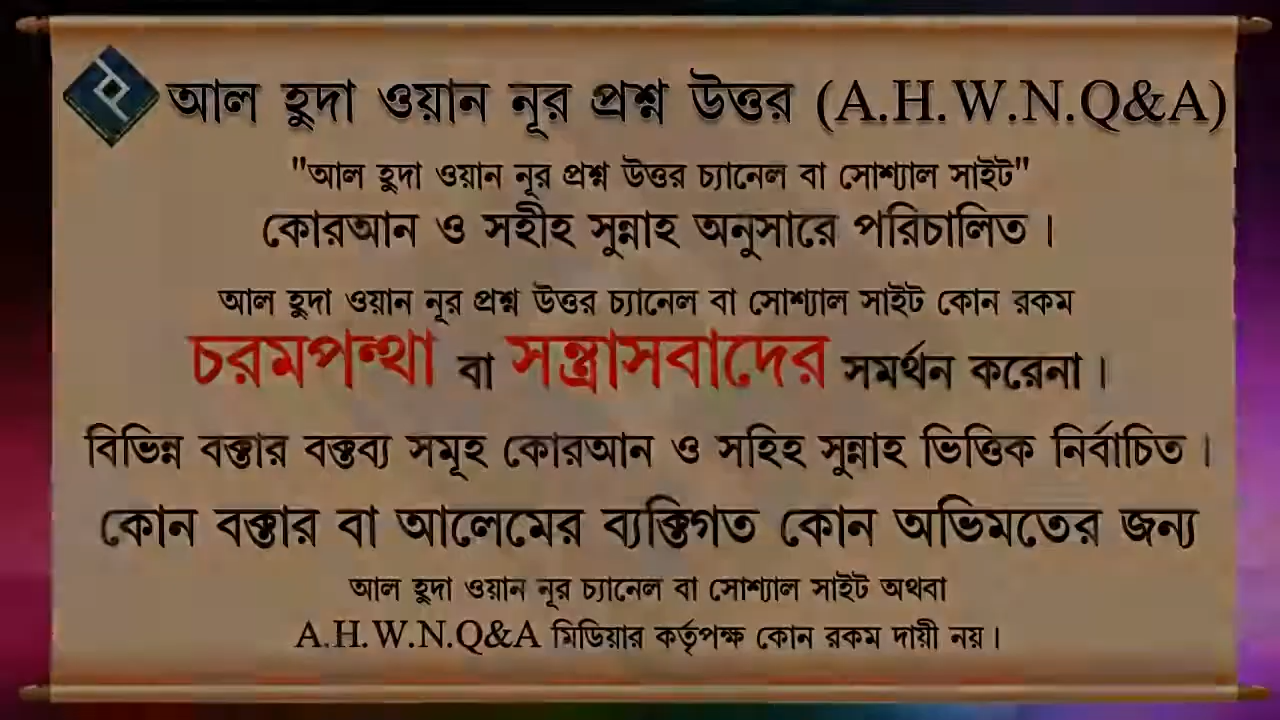 আল হুদা ওয়ান নূর প্রশ্ন উত্তর (A.H.W.N.Q&A)
"আল হুদা ওয়ান নূর প্রশ্ন উত্তর চ্যানেল বা সোশ্যাল সাইট"
কোরআন ও সহীহ সুন্নাহ অনুসারে পরিচালিত ।
আল হুদা ওয়ান নূর প্রশ্ন উত্তর চ্যানেল বা সোশ্যাল সাইট কোন রকম
চরমপন্থা বা সন্ত্রাসবাদের সমর্থন করেনা ।
বিভিন্ন বক্তার বক্তব্য সমূহ কোরআন ও সহিহ সুন্নাহ ভিত্তিক নির্বাচিত ।
কোন বক্তার বা আলেমের ব্যক্তিগত কোন অভিমতের জন্য
আল হুদা ওয়ান নূর চ্যানেল বা সোশ্যাল সাইট অথবা
A.H.W.N.Q&A মিডিয়ার কর্তৃপক্ষ কোন রকম দায়ী নয় ।